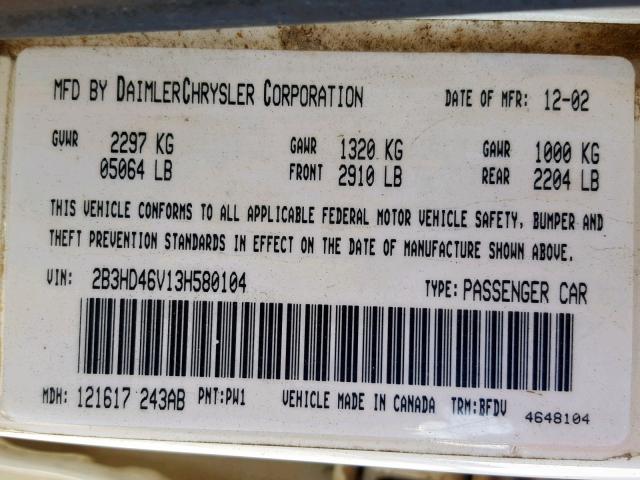 MFD BY DAIMLERCHRYSLER CORPORATION DATE OF MFR: 12-02
GVWR 2297 KG GAWR 1320 KG GAWR 1000 KG
05064 LB FRONT 2910 LB REAR 2204 LB
THIS VEHICLE CONFORMS TO ALL APPLICABLE FEDERAL MOTOR VEHICLE SAFETY, BUMPER AND
THEFT PREVENTION STANDARDS IN EFFECT ON THE DATE OF MANUFACTURE SHOWN ABOVE.
VIN: 2B3HD46V13H580104 TYPE: PASSENGER CAR
MDH: 121617 243AB PNT:PW1 VEHICLE MADE IN CANADA TRM:BFDV
4648104